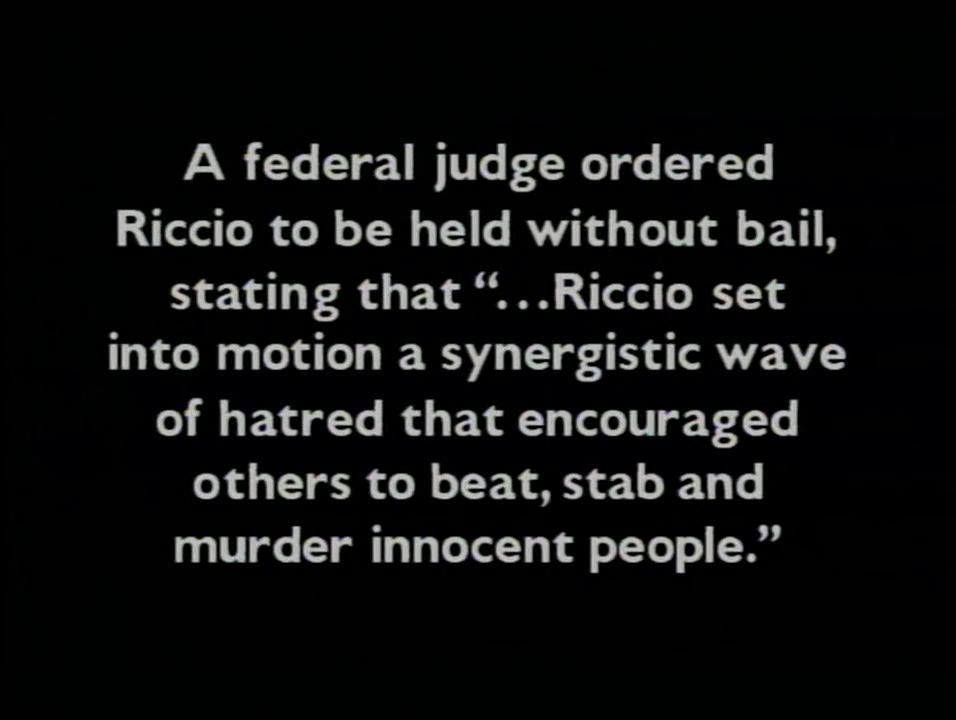 A federal judge ordered
Riccio to be held without bail,
stating that “…Riccio set
into motion a synergistic wave
of hatred that encouraged
others to beat, stab and
murder innocent people.”